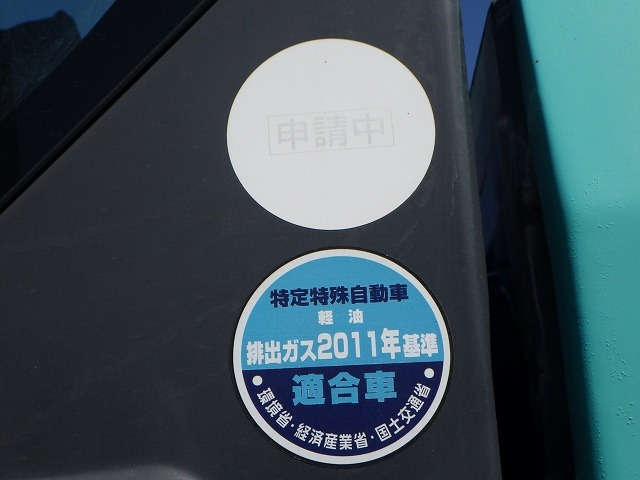 申請中
特定特殊自動車
軽油
排出ガス2011年基準
適合車
・環境省・経済産業省・国土交通省・